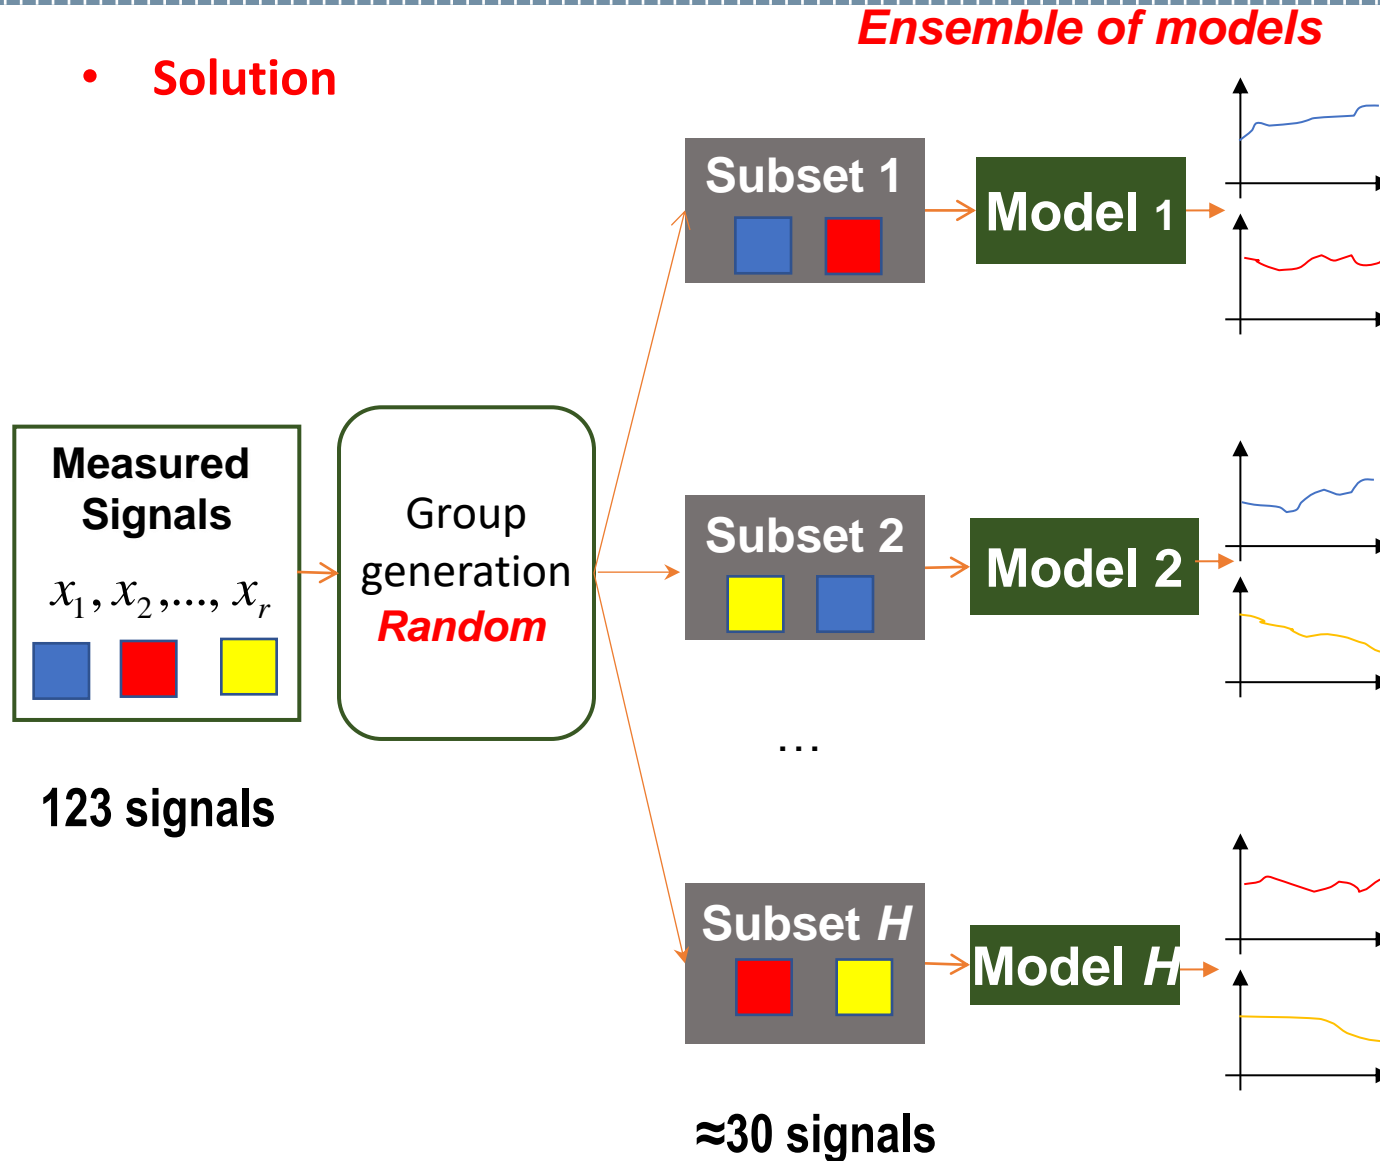 Ensemble of models
• Solution
Subset 1
Model 1
Measured
Signals
x₁, x₂,..., xᵣ
Group
generation
Random
Subset 2
Model 2
...
123 signals
Subset H
Model H
≈30 signals